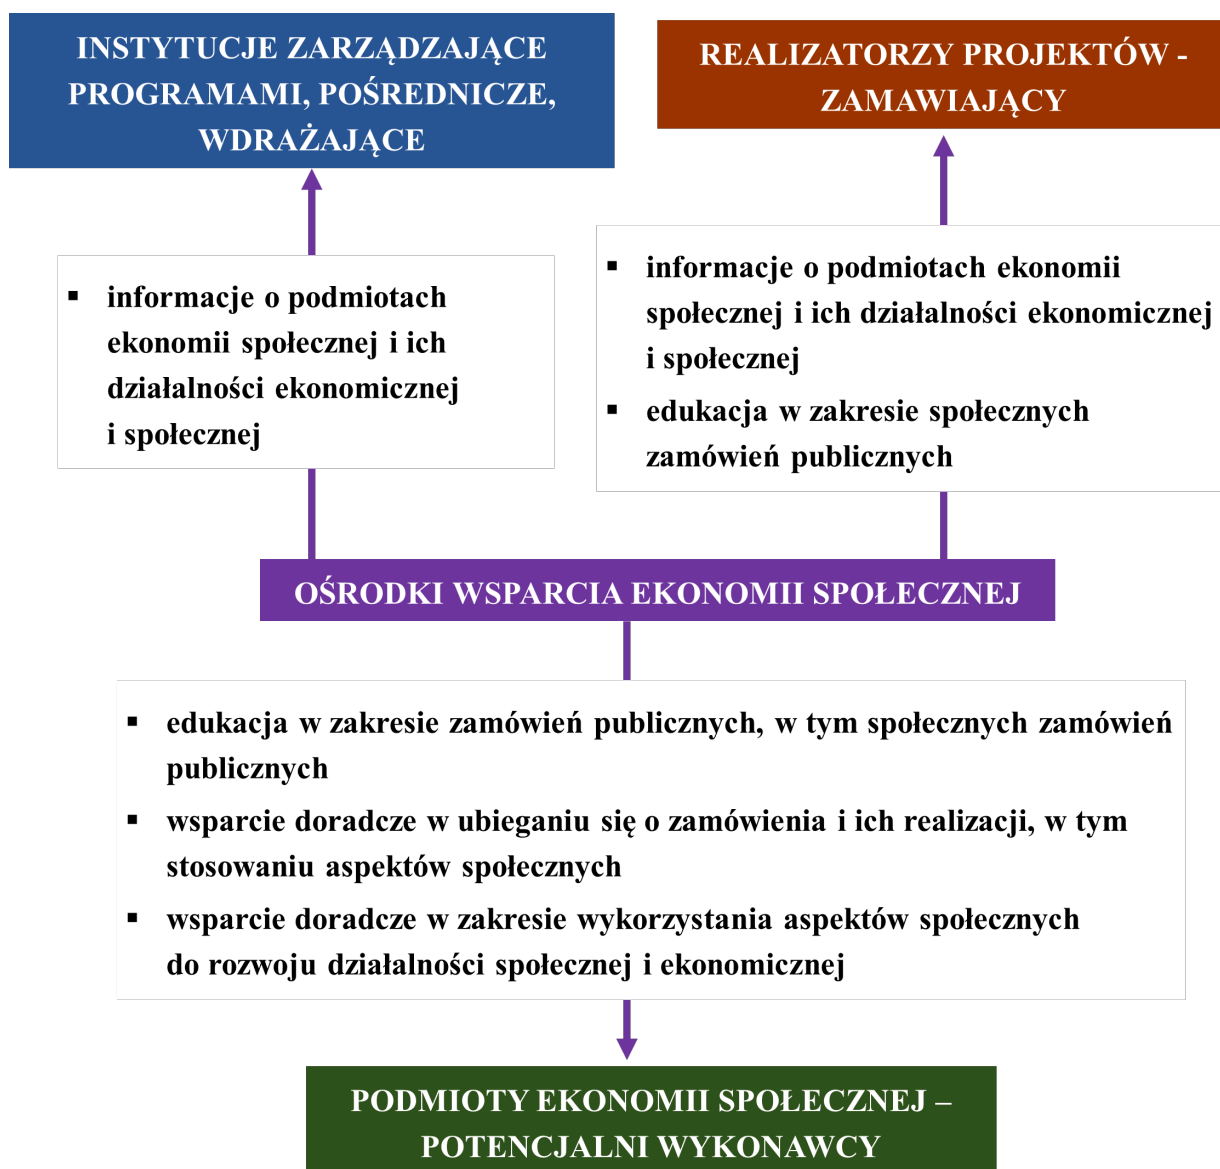 INSTYTUCJE ZARZĄDZAJĄCE
PROGRAMAMI, POŚREDNICZE,
WDRAŻAJĄCE
REALIZATORZY PROJEKTÓW -
ZAMAWIAJĄCY
▪ informacje o podmiotach
ekonomii społecznej i ich
działalności ekonomicznej
i społecznej
▪ informacje o podmiotach ekonomii
społecznej i ich działalności ekonomicznej
i społecznej
▪ edukacja w zakresie społecznych
zamówień publicznych
OŚRODKI WSPARCIA EKONOMII SPOŁECZNEJ
▪ edukacja w zakresie zamówień publicznych, w tym społecznych zamówień
publicznych
▪ wsparcie doradcze w ubieganiu się o zamówienia i ich realizacji, w tym
stosowaniu aspektów społecznych
▪ wsparcie doradcze w zakresie wykorzystania aspektów społecznych
do rozwoju działalności społecznej i ekonomicznej
PODMIOTY EKONOMII SPOŁECZNEJ –
POTENCJALNI WYKONAWCY